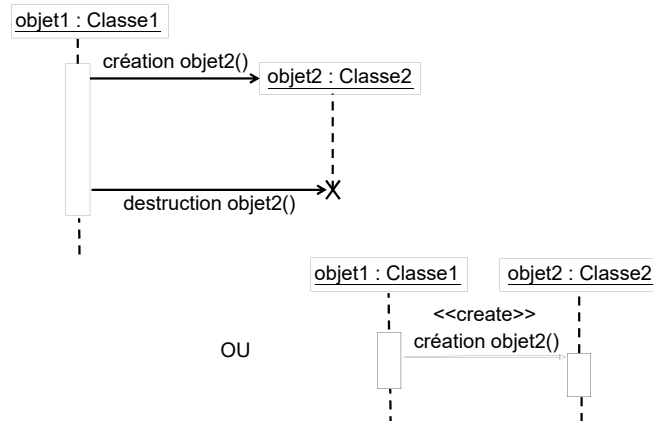 objet1 : Classe1
création objet2()
objet2 : Classe2
destruction objet2()
objet1 : Classe1
objet2 : Classe2
<<create>>
création objet2()
OU